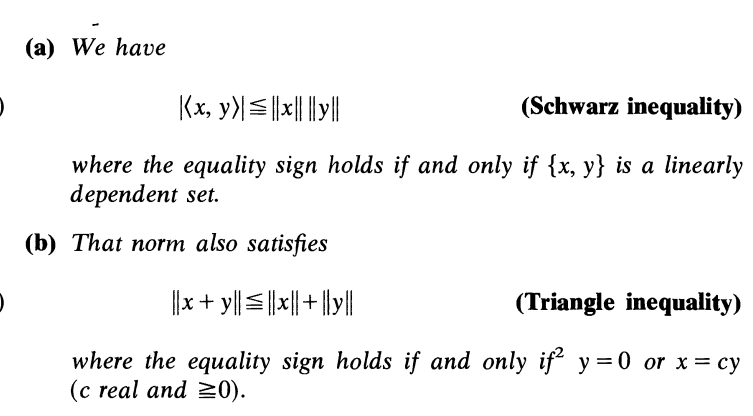 (a) We have
) |⟨x, y⟩| ≦ ‖x‖ ‖y‖ (Schwarz inequality)
where the equality sign holds if and only if {x, y} is a linearly
dependent set.
(b) That norm also satisfies
) ‖x + y‖ ≦ ‖x‖ + ‖y‖ (Triangle inequality)
where the equality sign holds if and only if² y = 0 or x = cy
(c real and ≧0).